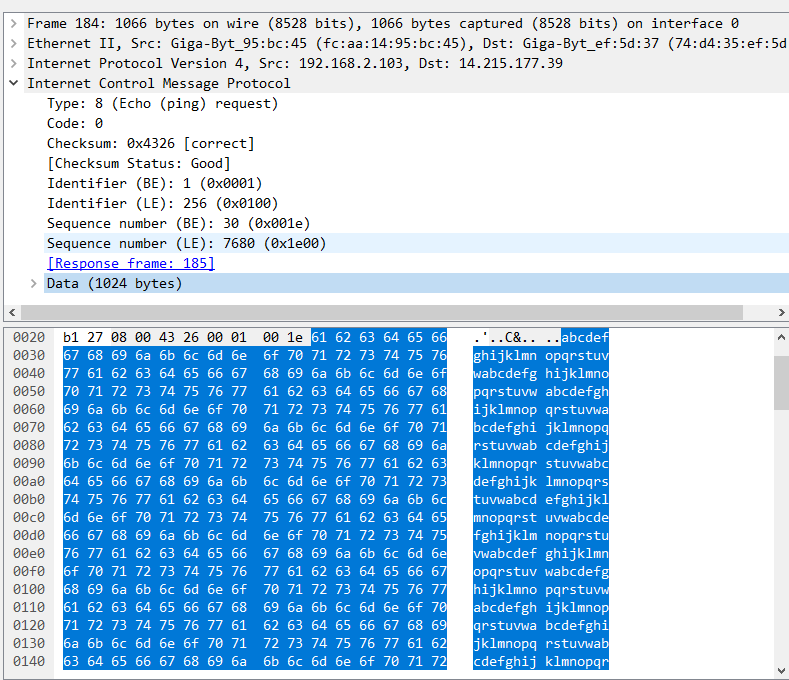 Frame 184: 1066 bytes on wire (8528 bits), 1066 bytes captured (8528 bits) on interface 0
Ethernet II, Src: Giga-Byt_95:bc:45 (fc:aa:14:95:bc:45), Dst: Giga-Byt_ef:5d:37 (74:d4:35:ef:5d
Internet Protocol Version 4, Src: 192.168.2.103, Dst: 14.215.177.39
Internet Control Message Protocol
Type: 8 (Echo (ping) request)
Code: 0
Checksum: 0x4326 [correct]
[Checksum Status: Good]
Identifier (BE): 1 (0x0001)
Identifier (LE): 256 (0x0100)
Sequence number (BE): 30 (0x001e)
Sequence number (LE): 7680 (0x1e00)
[Response frame: 185]
Data (1024 bytes)
0020 b1 27 08 00 43 26 00 01 00 1e 61 62 63 64 65 66 .'..C&.. ..abcdef
0030 67 68 69 6a 6b 6c 6d 6e 6f 70 71 72 73 74 75 76 ghijklmn opqrstuv
0040 77 61 62 63 64 65 66 67 68 69 6a 6b 6c 6d 6e 6f wabcdefg hijklmno
0050 70 71 72 73 74 75 76 77 61 62 63 64 65 66 67 68 pqrstuvw abcdefgh
0060 69 6a 6b 6c 6d 6e 6f 70 71 72 73 74 75 76 77 61 ijklmnop qrstuvwa
0070 62 63 64 65 66 67 68 69 6a 6b 6c 6d 6e 6f 70 71 bcdefghi jklmnopq
0080 72 73 74 75 76 77 61 62 63 64 65 66 67 68 69 6a rstuvwab cdefghij
0090 6b 6c 6d 6e 6f 70 71 72 73 74 75 76 77 61 62 63 klmnopqr stuvwabc
00a0 64 65 66 67 68 69 6a 6b 6c 6d 6e 6f 70 71 72 73 defghijk lmnopqrs
00b0 74 75 76 77 61 62 63 64 65 66 67 68 69 6a 6b 6c tuvwabcd efghijkl
00c0 6d 6e 6f 70 71 72 73 74 75 76 77 61 62 63 64 65 mnopqrst uvwabcde
00d0 66 67 68 69 6a 6b 6c 6d 6e 6f 70 71 72 73 74 75 fghijklm nopqrstu
00e0 76 77 61 62 63 64 65 66 67 68 69 6a 6b 6c 6d 6e vwabcdef ghijklmn
00f0 6f 70 71 72 73 74 75 76 77 61 62 63 64 65 66 67 opqrstuv wabcdefg
0100 68 69 6a 6b 6c 6d 6e 6f 70 71 72 73 74 75 76 77 hijklmno pqrstuvw
0110 61 62 63 64 65 66 67 68 69 6a 6b 6c 6d 6e 6f 70 abcdefgh ijklmnop
0120 71 72 73 74 75 76 77 61 62 63 64 65 66 67 68 69 qrstuvwa bcdefghi
0130 6a 6b 6c 6d 6e 6f 70 71 72 73 74 75 76 77 61 62 jklmnopq rstuvwab
0140 63 64 65 66 67 68 69 6a 6b 6c 6d 6e 6f 70 71 72 cdefghij klmnopqr